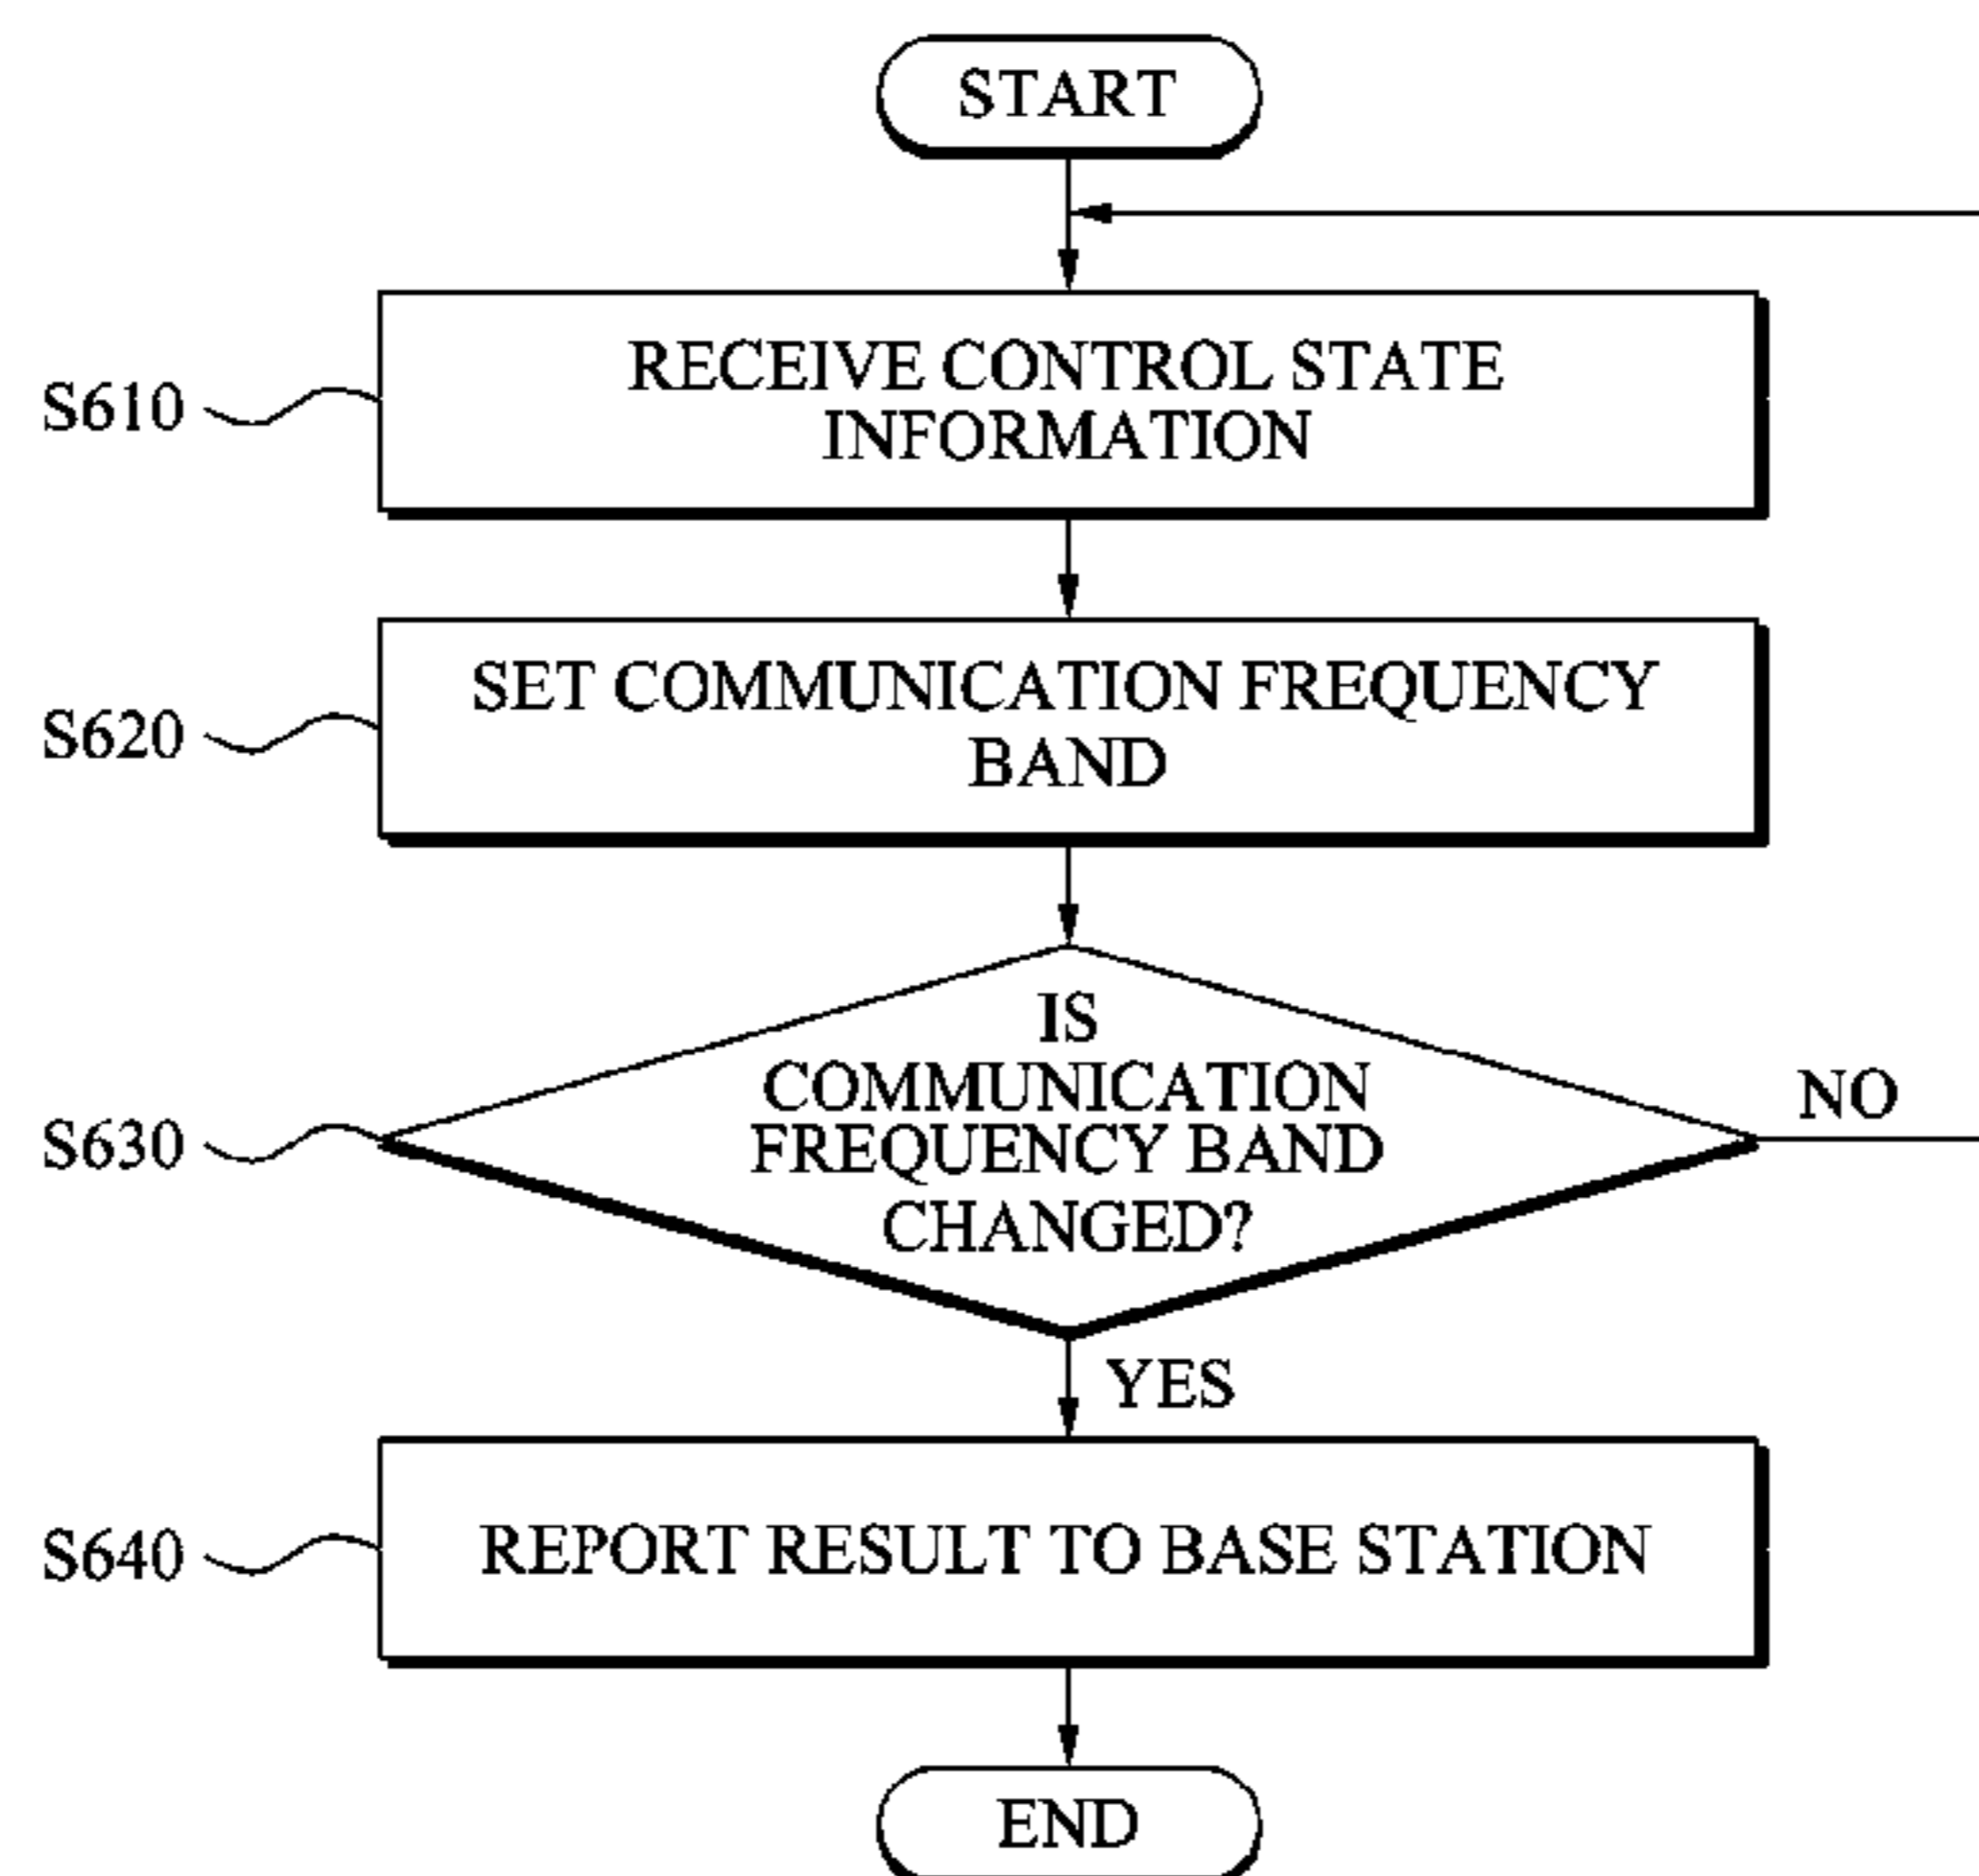 START
S610
RECEIVE CONTROL STATE
INFORMATION
S620
SET COMMUNICATION FREQUENCY
BAND
S630
IS
COMMUNICATION
FREQUENCY BAND
CHANGED?
NO
YES
S640
REPORT RESULT TO BASE STATION
END